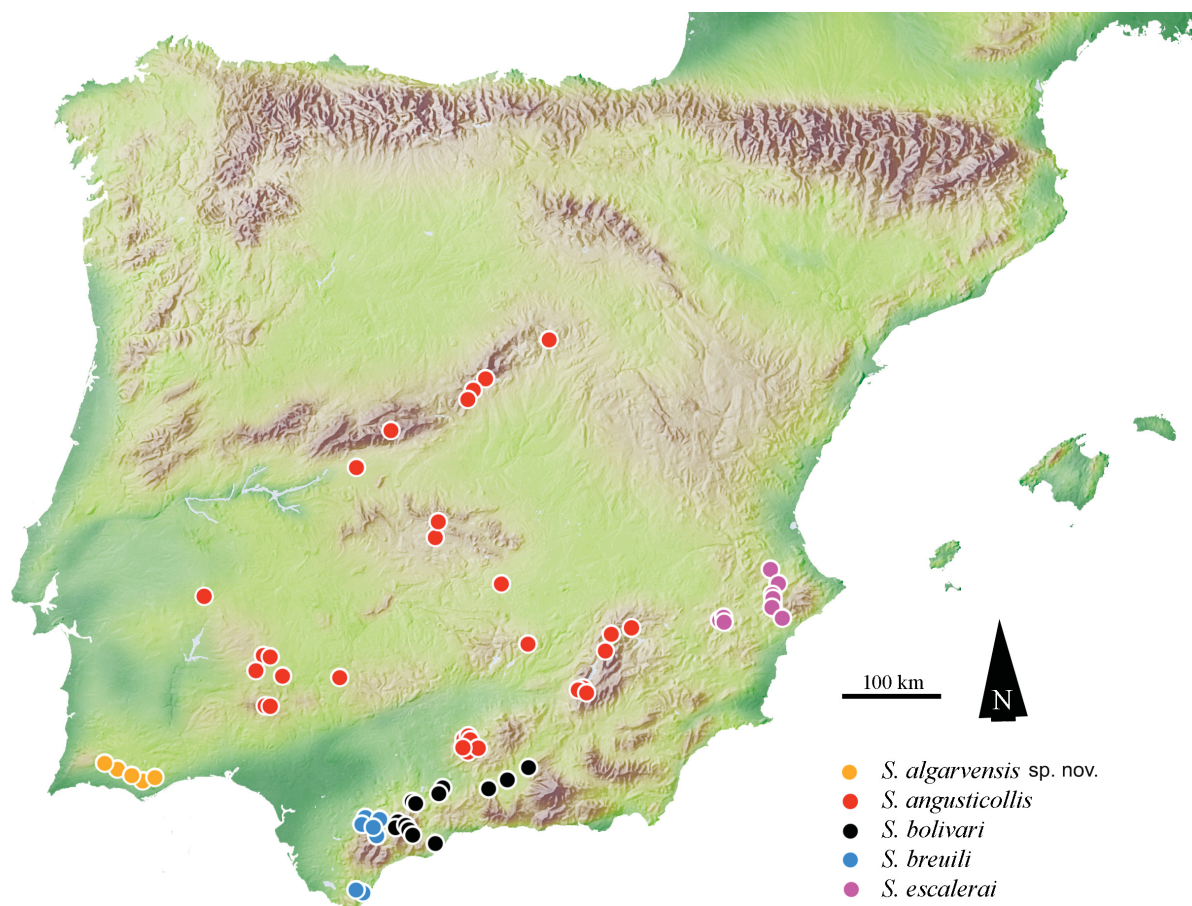 100 km
N
S. algarvensis sp. nov.
S. angusticollis
S. bolivari
S. breuili
S. escalerai